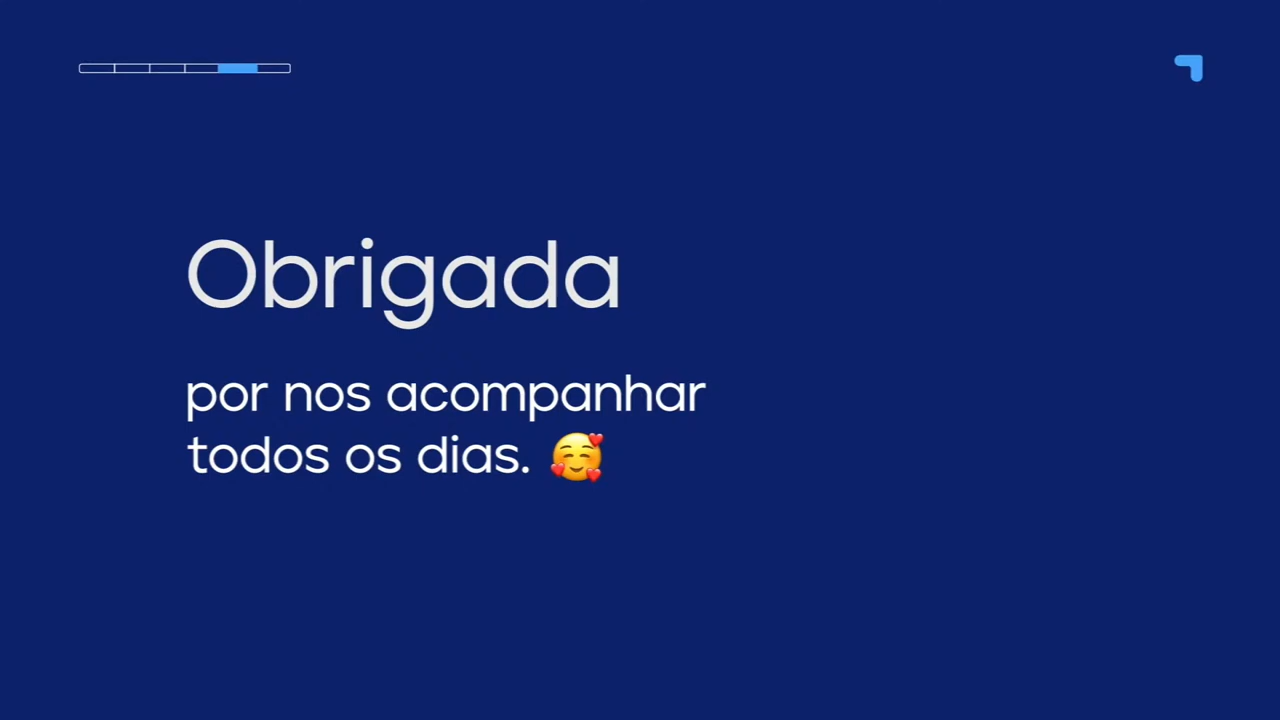 Obrigada
por nos acompanhar
todos os dias. 🥰